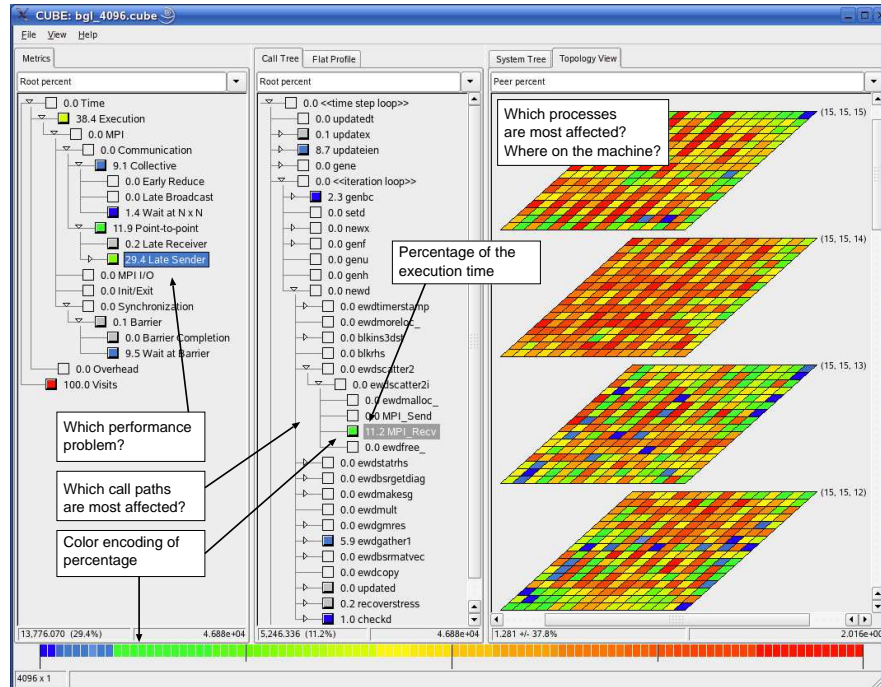 CUBE: bgl_4096.cube
File View Help
Metrics
Root percent
0.0 Time
38.4 Execution
0.0 MPI
0.0 Communication
9.1 Collective
0.0 Early Reduce
0.0 Late Broadcast
1.4 Wait at N x N
11.9 Point-to-point
0.2 Late Receiver
29.4 Late Sender
0.0 MPI I/O
0.0 Init/Exit
0.0 Synchronization
0.1 Barrier
0.0 Barrier Completion
9.5 Wait at Barrier
0.0 Overhead
100.0 Visits
Which performance
problem?
Which call paths
are most affected?
Color encoding of
percentage
13,776.070 (29.4%)
4.688e+04
Call Tree Flat Profile
Root percent
0.0 <<time step loop>>
0.0 updatedt
0.1 updatex
8.7 updateien
0.0 gene
0.0 <<iteration loop>>
2.3 genbc
0.0 setd
0.0 newx
0.0 genf
0.0 genu
0.0 genh
0.0 newd
0.0 ewdtimerstamp
0.0 ewdmoreloc_
0.0 blkins3dst
0.0 blkrhs
0.0 ewdscatter2
0.0 ewdscatter2i
0.0 ewdmalloc_
0.0 MPI_Send
11.2 MPI_Recv
0.0 ewdfree_
0.0 ewdstatrhs
0.0 ewdbsrgetdiag
0.0 ewdmakesg
0.0 ewdmult
0.0 ewdgmres
5.9 ewdgather1
0.0 ewdbsrmatvec
0.0 ewdcopy
0.0 updated
0.2 recoverstress
1.0 checkd
Percentage of the
execution time
5,246.336 (11.2%)
4.688e+04
System Tree Topology View
Peer percent
Which processes
are most affected?
Where on the machine?
(15, 15, 15)
(15, 15, 14)
(15, 15, 13)
(15, 15, 12)
1.281 +/- 37.8%
2.016e+00
4096 x 1